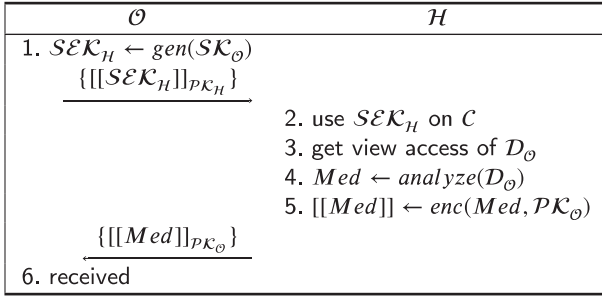 𝒪 ℋ
1. 𝒮ℰ𝒦_ℋ ← gen(𝒮𝒦_𝒪)
{[[𝒮ℰ𝒦_ℋ]]_𝒫𝒦_ℋ}
2. use 𝒮ℰ𝒦_ℋ on 𝒞
3. get view access of 𝒟_𝒪
4. Med ← analyze(𝒟_𝒪)
5. [[Med]] ← enc(Med, 𝒫𝒦_𝒪)
{[[Med]]_𝒫𝒦_𝒪}
6. received